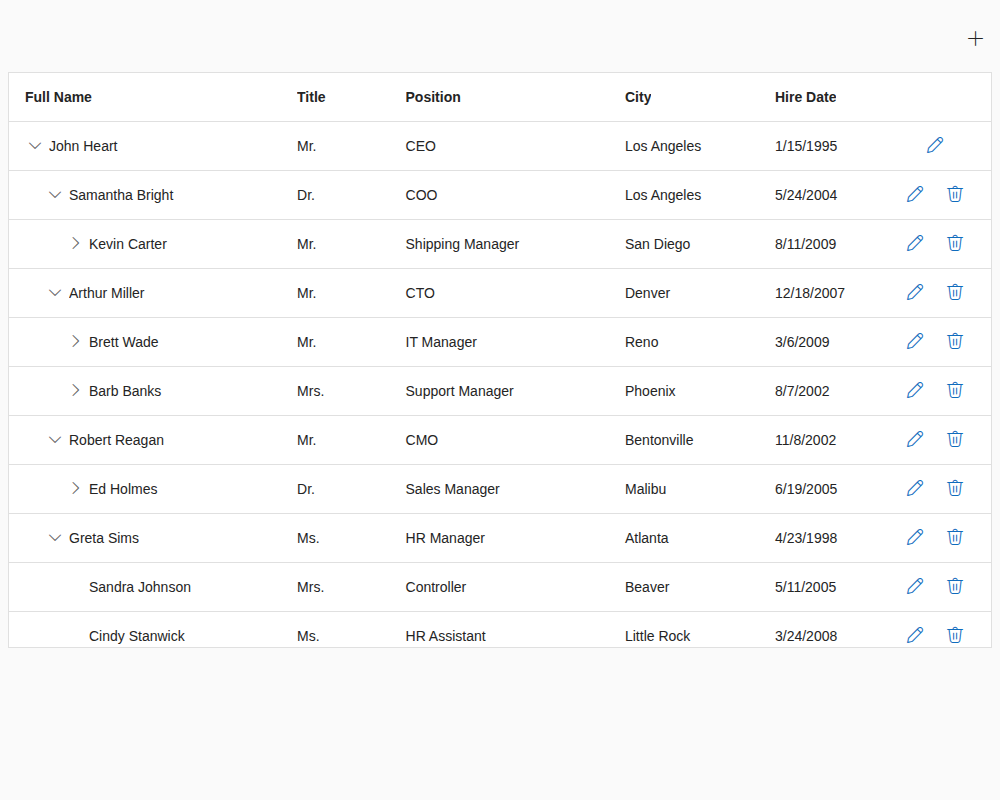 Full Name Title Position City Hire Date
John Heart Mr. CEO Los Angeles 1/15/1995
Samantha Bright Dr. COO Los Angeles 5/24/2004
Kevin Carter Mr. Shipping Manager San Diego 8/11/2009
Arthur Miller Mr. CTO Denver 12/18/2007
Brett Wade Mr. IT Manager Reno 3/6/2009
Barb Banks Mrs. Support Manager Phoenix 8/7/2002
Robert Reagan Mr. CMO Bentonville 11/8/2002
Ed Holmes Dr. Sales Manager Malibu 6/19/2005
Greta Sims Ms. HR Manager Atlanta 4/23/1998
Sandra Johnson Mrs. Controller Beaver 5/11/2005
Cindy Stanwick Ms. HR Assistant Little Rock 3/24/2008